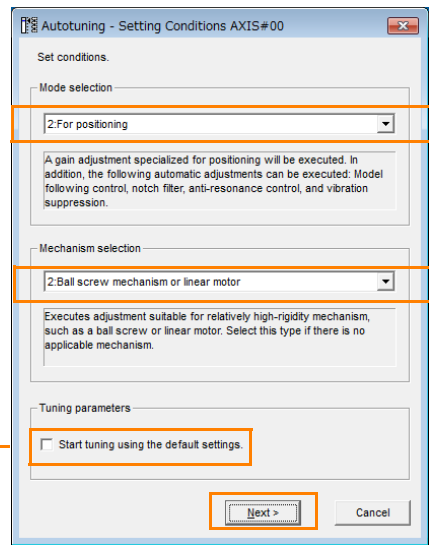 Autotuning - Setting Conditions AXIS#00
Set conditions.
Mode selection
2:For positioning
A gain adjustment specialized for positioning will be executed. In
addition, the following automatic adjustments can be executed: Model
following control, notch filter, anti-resonance control, and vibration
suppression.
Mechanism selection
2:Ball screw mechanism or linear motor
Executes adjustment suitable for relatively high-rigidity mechanism,
such as a ball screw or linear motor. Select this type if there is no
applicable mechanism.
Tuning parameters
Start tuning using the default settings.
Next > Cancel